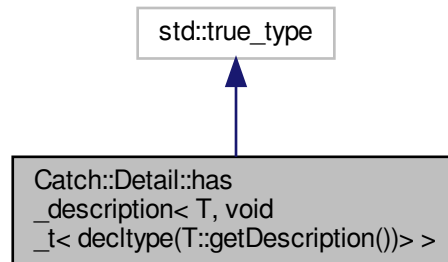 std::true_type
Catch::Detail::has
_description< T, void
_t< decltype(T::getDescription())> >